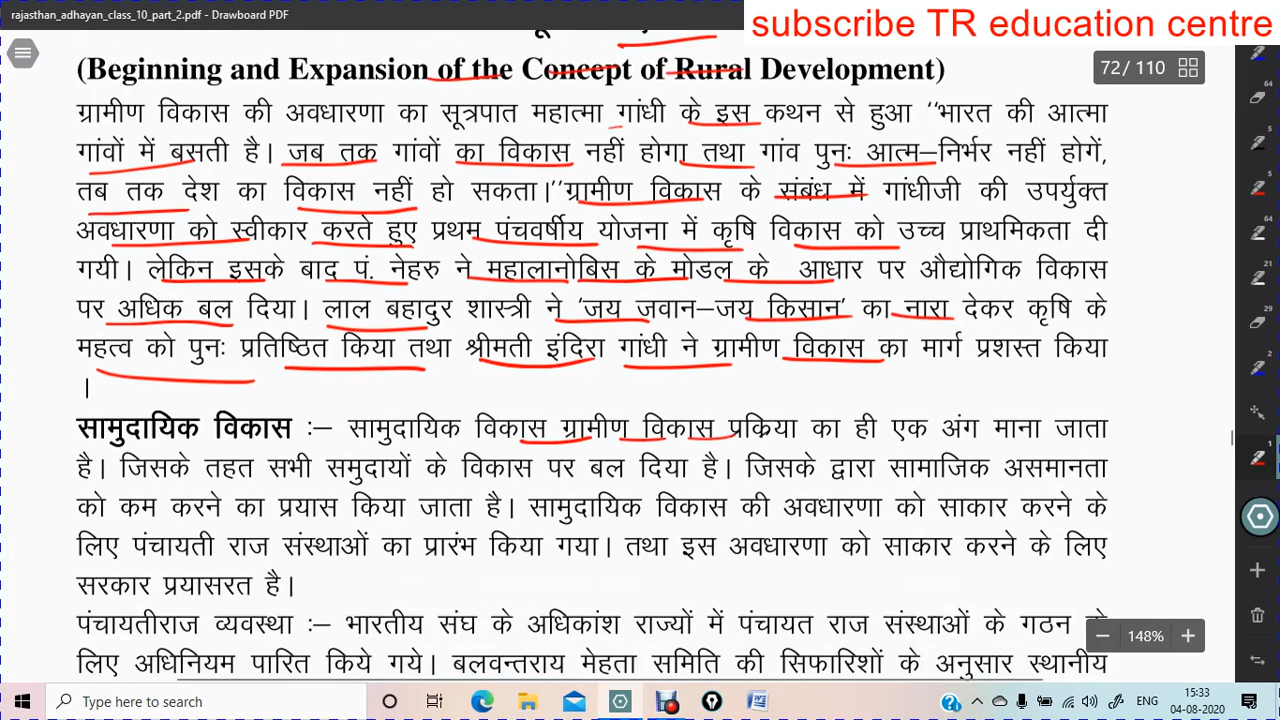 rajasthan_adhayan_class_10_part_2.pdf - Drawboard PDF
subscribe TR education centre
72 / 110
(Beginning and Expansion of the Concept of Rural Development)
ग्रामीण विकास की अवधारणा का सूत्रपात महात्मा गांधी के इस कथन से हुआ ‘‘भारत की आत्मा
गांवों में बसती है। जब तक गांवों का विकास नहीं होगा तथा गांव पुनः आत्म–निर्भर नहीं होगें,
तब तक देश का विकास नहीं हो सकता।’’ग्रामीण विकास के संबंध में गांधीजी की उपर्युक्त
अवधारणा को स्वीकार करते हुए प्रथम पंचवर्षीय योजना में कृषि विकास को उच्च प्राथमिकता दी
गयी। लेकिन इसके बाद पं. नेहरु ने महालानोबिस के मोडल के आधार पर औद्योगिक विकास
पर अधिक बल दिया। लाल बहादुर शास्त्री ने ‘जय जवान–जय किसान’ का नारा देकर कृषि के
महत्व को पुनः प्रतिष्ठित किया तथा श्रीमती इंदिरा गांधी ने ग्रामीण विकास का मार्ग प्रशस्त किया
।
सामुदायिक विकास :– सामुदायिक विकास ग्रामीण विकास प्रकिया का ही एक अंग माना जाता
है। जिसके तहत सभी समुदायों के विकास पर बल दिया है। जिसके द्वारा सामाजिक असमानता
को कम करने का प्रयास किया जाता है। सामुदायिक विकास की अवधारणा को साकार करने के
लिए पंचायती राज संस्थाओं का प्रारंभ किया गया। तथा इस अवधारणा को साकार करने के लिए
सरकार प्रयासरत है।
पंचायतीराज व्यवस्था :– भारतीय संघ के अधिकांश राज्यों में पंचायत राज संस्थाओं के गठन के
लिए अधिनियम पारित किये गये। बलवन्तराय मेहता समिति की सिफारिशों के अनुसार स्थानीय
148%
Type here to search
ENG
15:33
04-08-2020